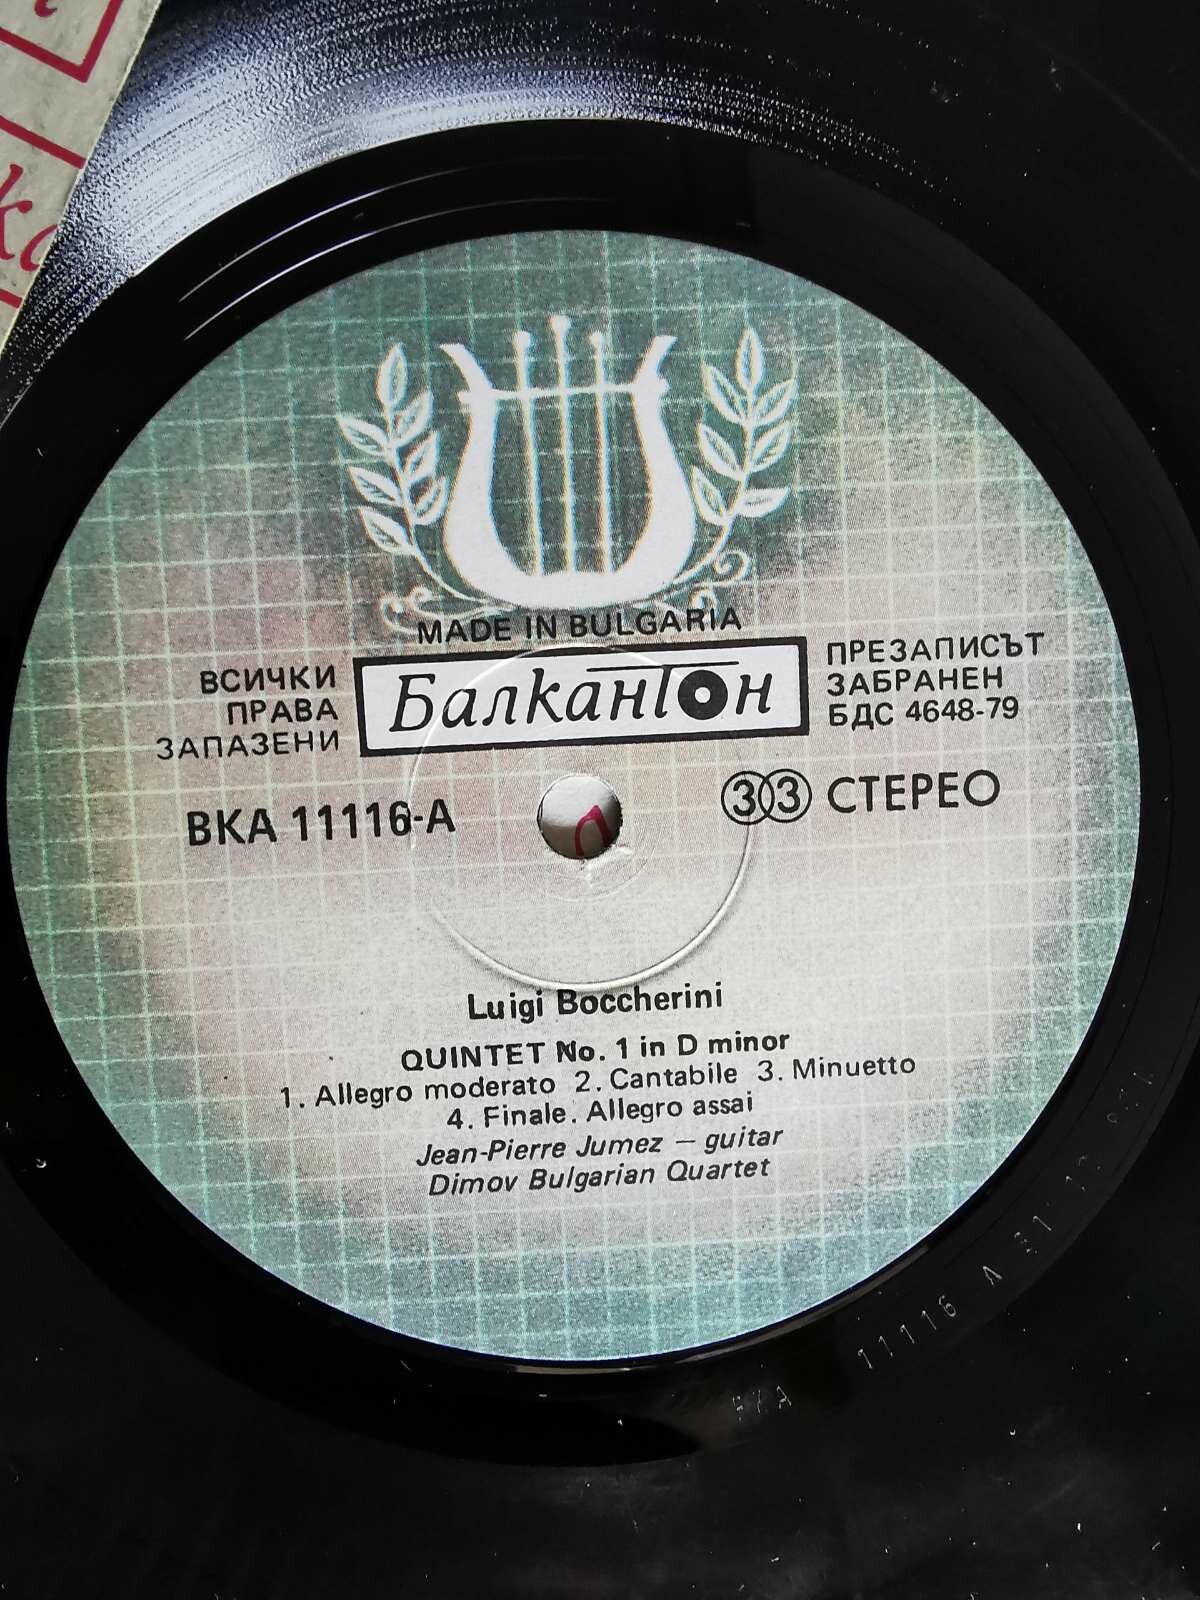 MADE IN BULGARIA
ВСИЧКИ
ПРАВА
ЗАПАЗЕНИ
Балкантон
ПРЕЗАПИСЪТ
ЗАБРАНЕН
БДС 4648-79
ВКА 11116-А
33 СТЕРЕО
Luigi Boccherini
QUINTET No. 1 in D minor
1. Allegro moderato 2. Cantabile 3. Minuetto
4. Finale. Allegro assai
Jean-Pierre Jumez — guitar
Dimov Bulgarian Quartet
11116 A